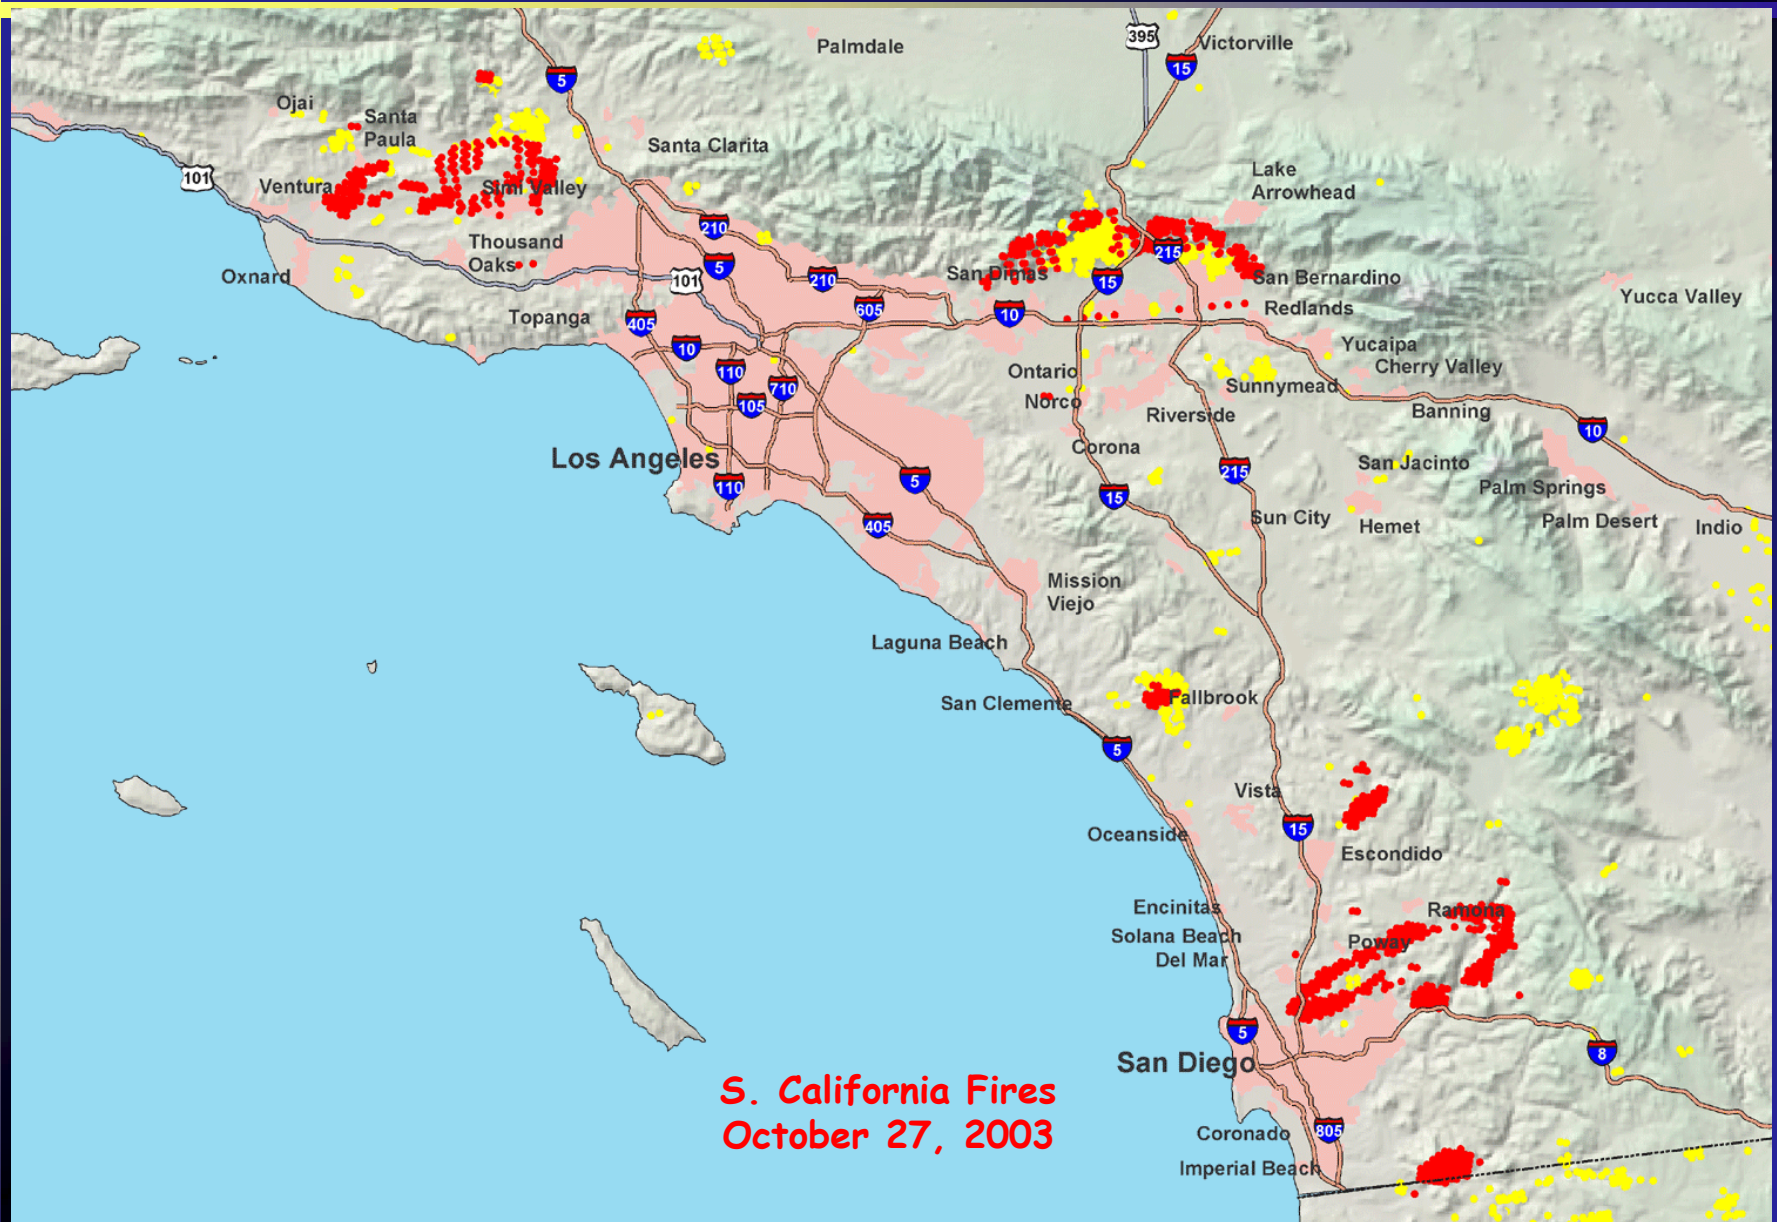 395
Victorville
Palmdale
15
5
Ojai
Santa
Paula
Santa Clarita
101
Ventura
Simi Valley
Lake
Arrowhead
210
Thousand
Oaks
5
215
Oxnard
101
210
San Dimas
15
San Bernardino
Yucca Valley
Topanga
405
605
10
Redlands
10
Yucaipa
110
Ontario
Cherry Valley
710
Sunnymead
105
Norco
Riverside
Banning
10
Los Angeles
Corona
San Jacinto
110
5
15
215
Palm Springs
405
Sun City
Hemet
Palm Desert
Indio
Mission
Viejo
Laguna Beach
San Clemente
Fallbrook
5
Vista
Oceanside
15
Escondido
Encinitas
Ramona
Solana Beach
Poway
Del Mar
5
San Diego
8
S. California Fires
October 27, 2003
Coronado
805
Imperial Beach